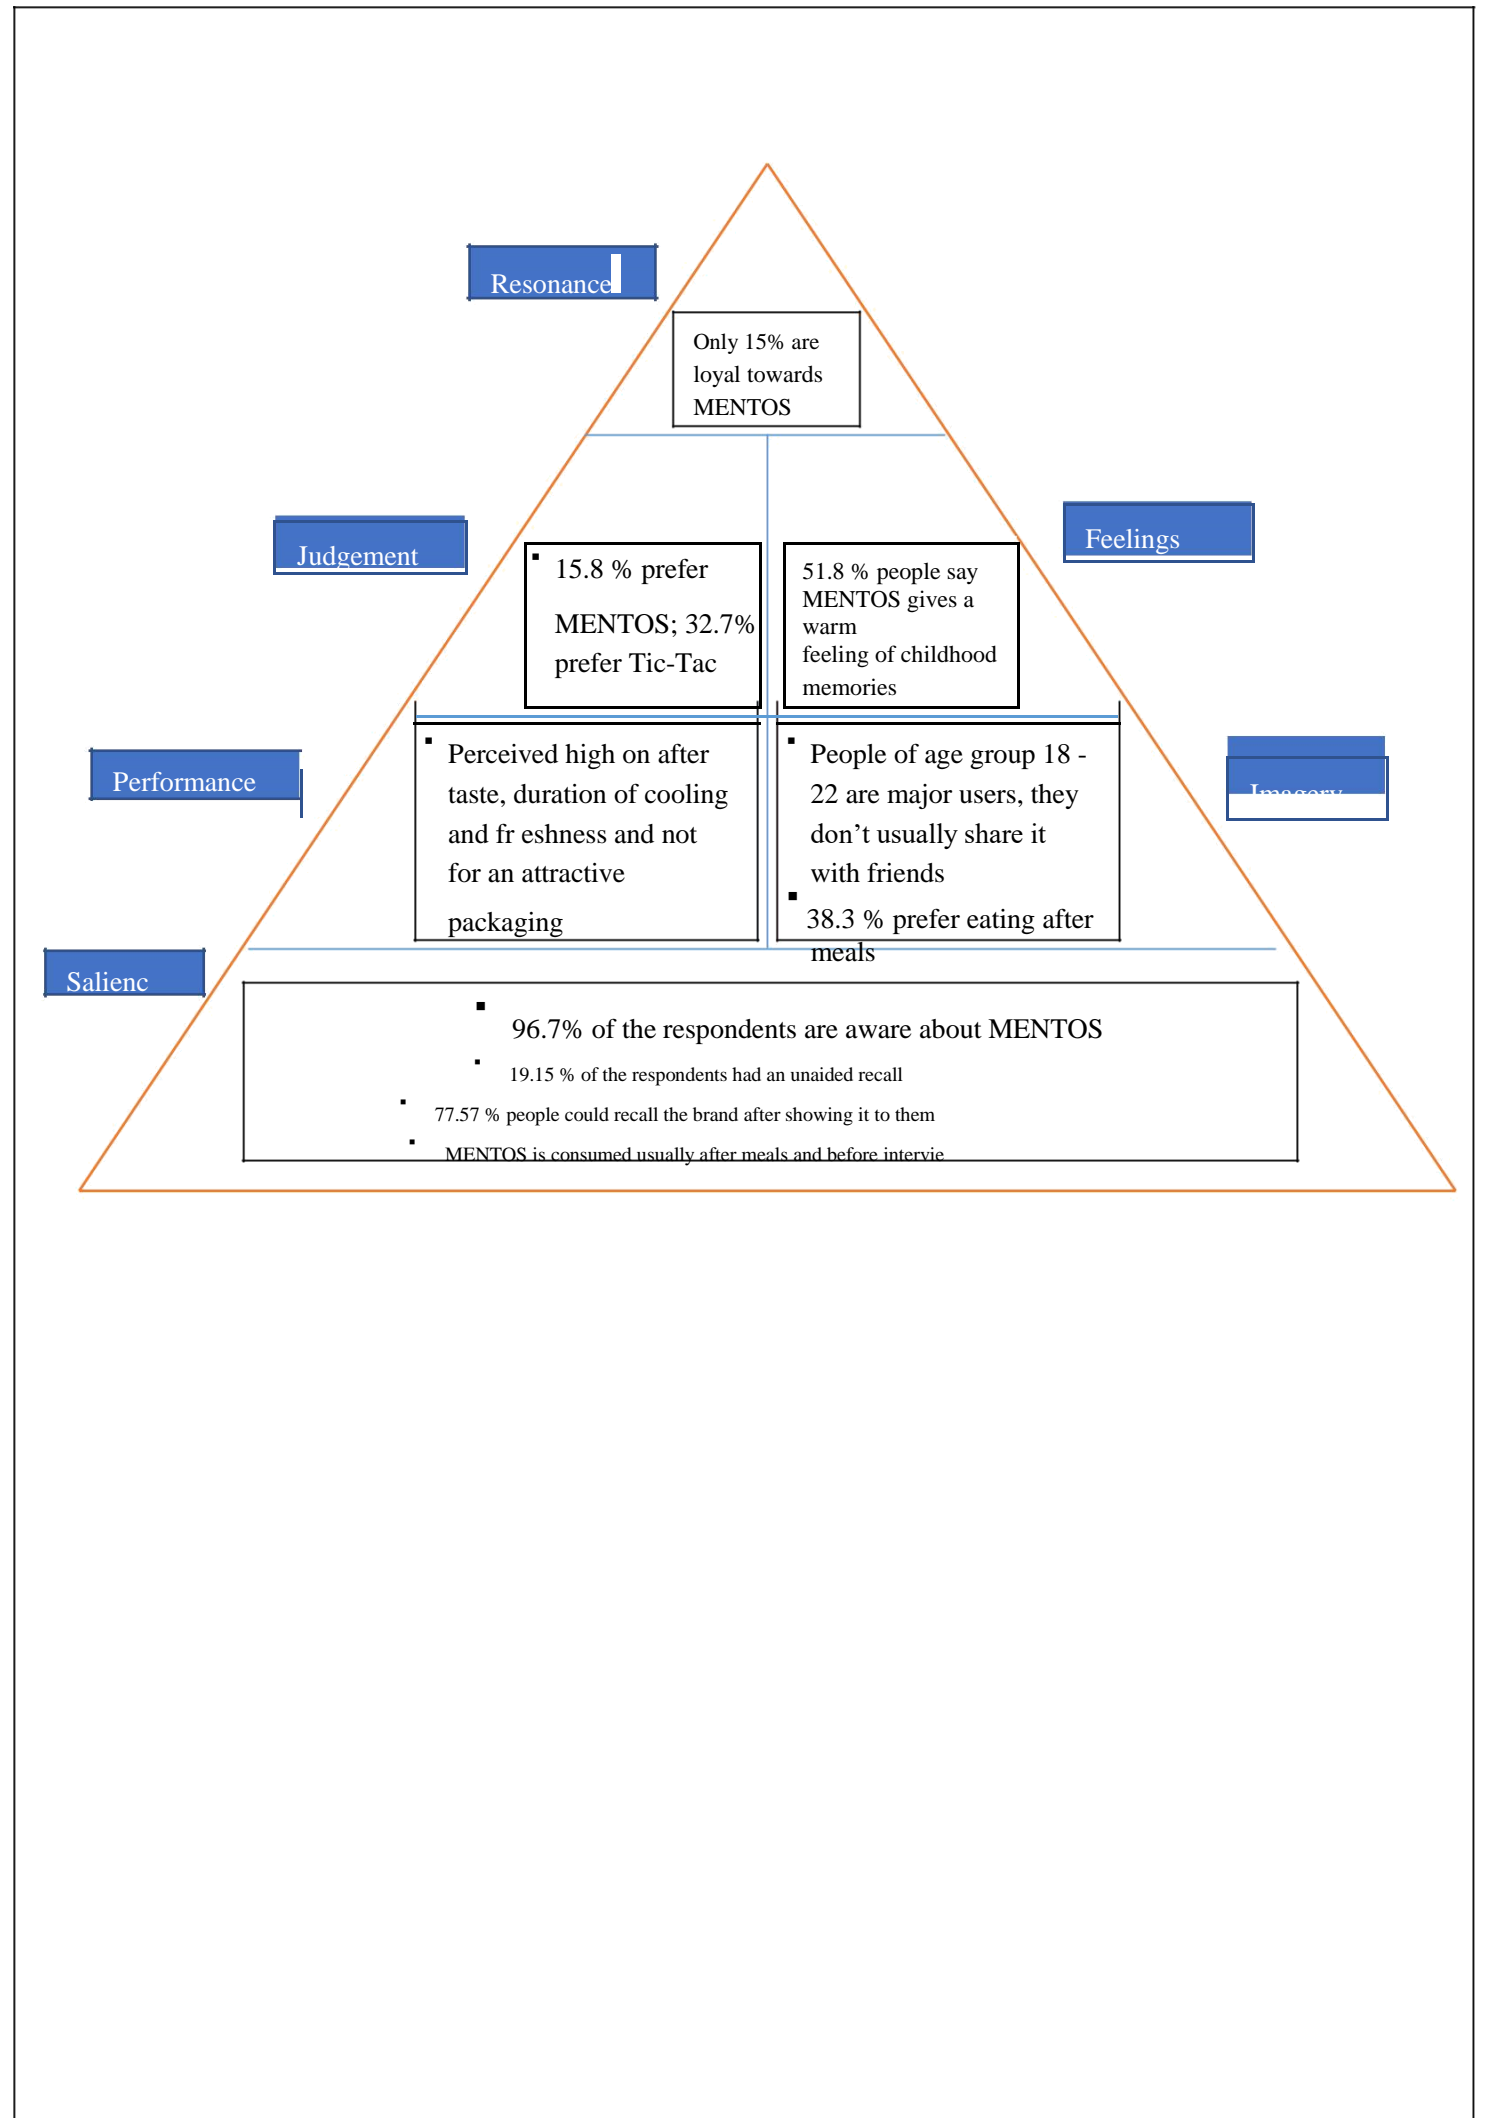 Resonance
Only 15% are
loyal towards
MENTOS
Judgement
Feelings
▪ 15.8 % prefer
MENTOS; 32.7%
prefer Tic-Tac
51.8 % people say
MENTOS gives a
warm
feeling of childhood
memories
Performance
Imagery
▪ Perceived high on after
taste, duration of cooling
and fr eshness and not
for an attractive
packaging
▪ People of age group 18 -
22 are major users, they
don’t usually share it
with friends
▪ 38.3 % prefer eating after
meals
Salienc
▪ 96.7% of the respondents are aware about MENTOS
▪ 19.15 % of the respondents had an unaided recall
▪ 77.57 % people could recall the brand after showing it to them
▪ MENTOS is consumed usually after meals and before intervie